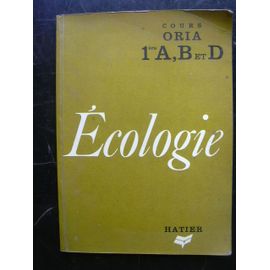 COURS
ORIA
1res A, B ET D
Écologie
HATIER